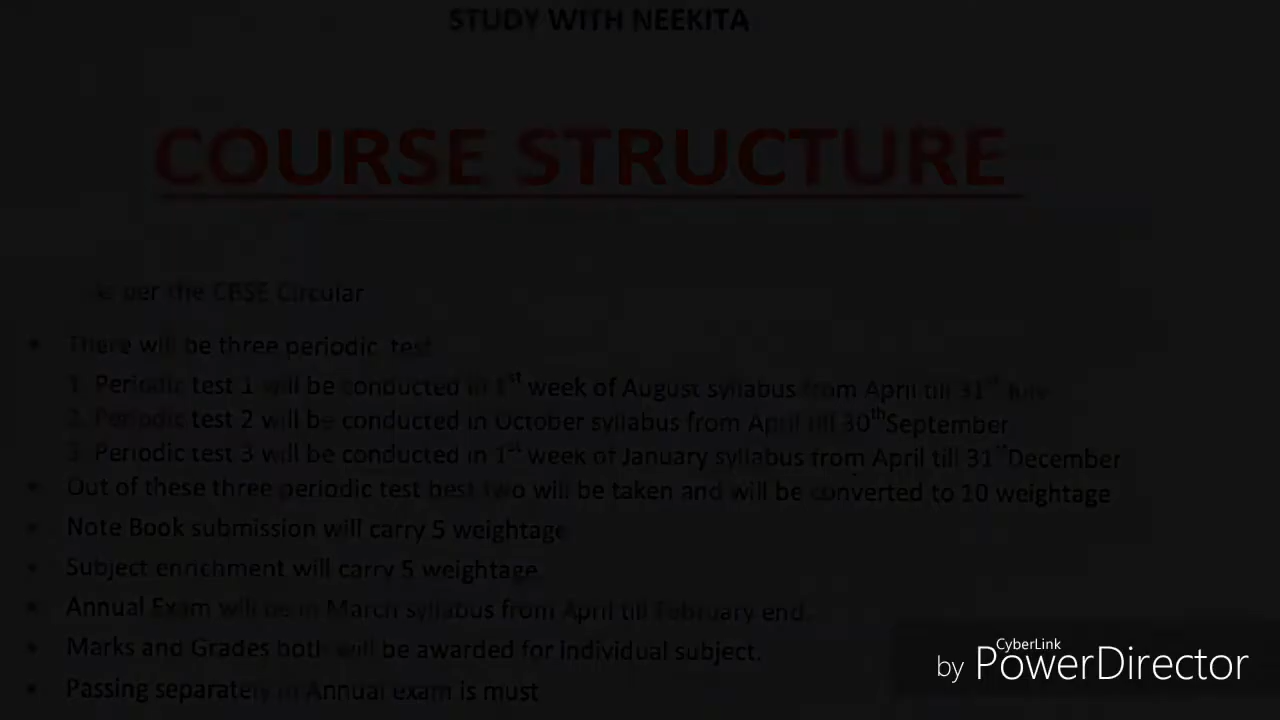 STUDY WITH NEEKITA
COURSE STRUCTURE
As per the CBSE Circular
• There will be three periodic test
1. Periodic test 1 will be conducted in 1st week of August syllabus from April till 31st July
2. Periodic test 2 will be conducted in October syllabus from April till 30th September
3. Periodic test 3 will be conducted in 1st week of January syllabus from April till 31st December
• Out of these three periodic test best two will be taken and will be converted to 10 weightage
• Note Book submission will carry 5 weightage
• Subject enrichment will carry 5 weightage
• Annual Exam will be in March syllabus from April till February end.
• Marks and Grades both will be awarded for individual subject.
• Passing separately in Annual exam is must
CyberLink
by PowerDirector